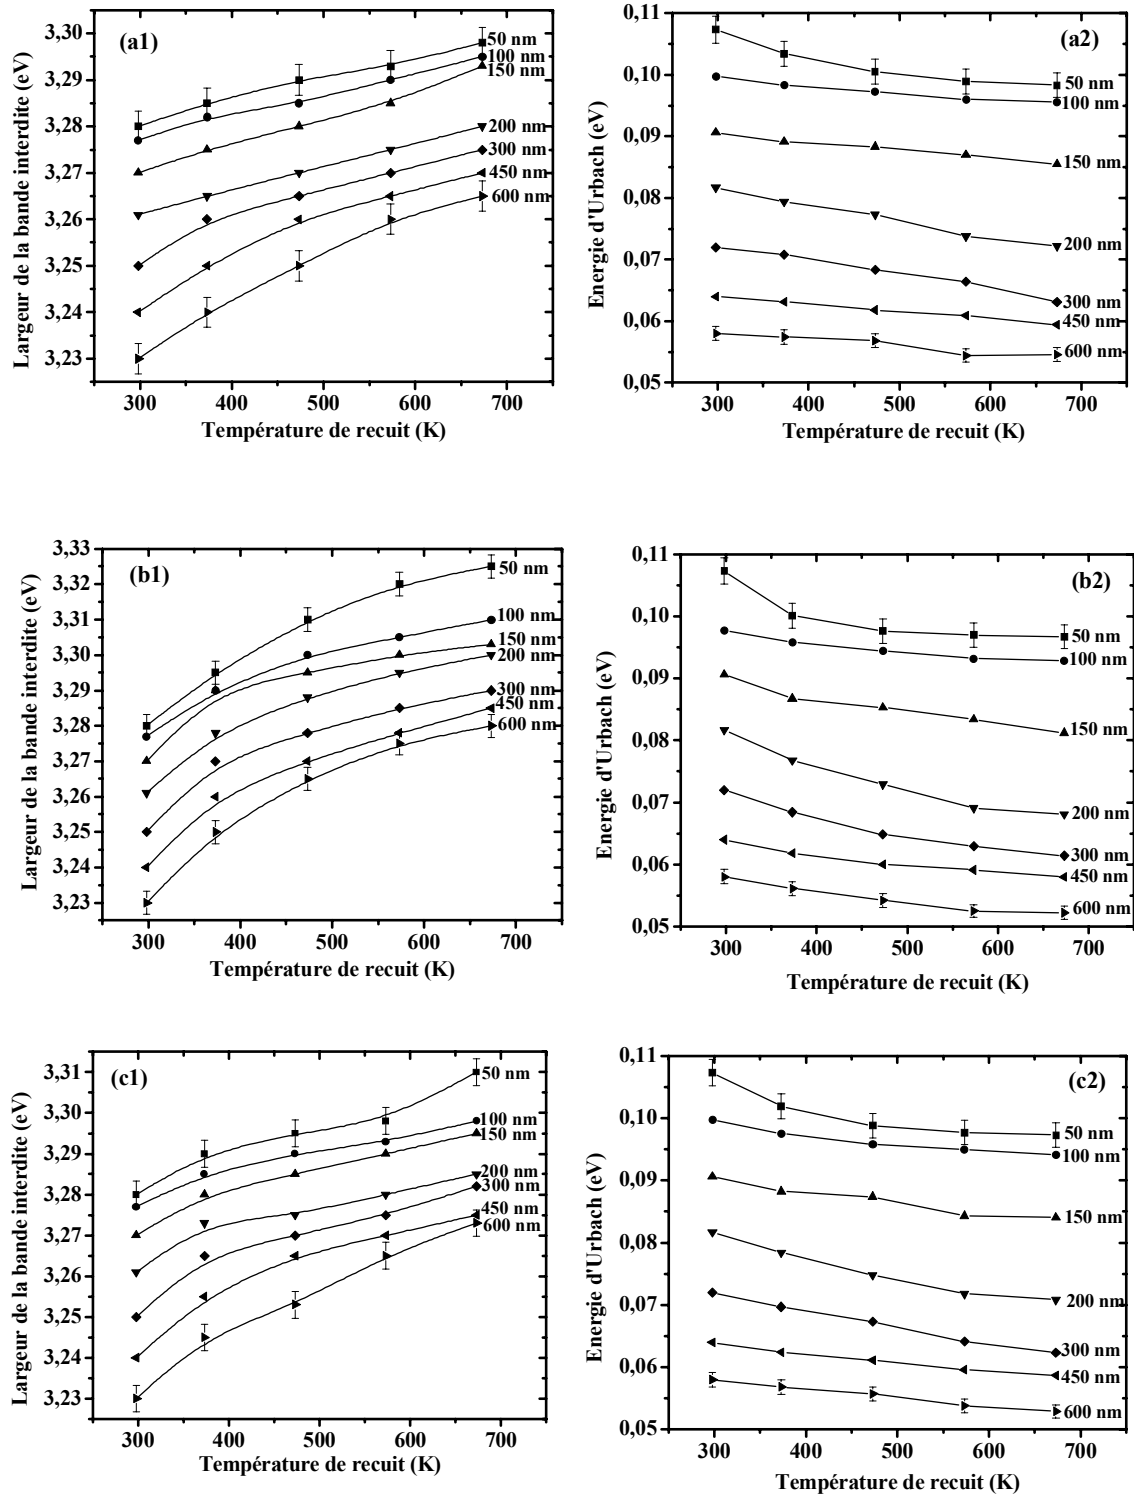 (a1)
Largeur de la bande interdite (eV)
3,30
3,29
3,28
3,27
3,26
3,25
3,24
3,23
50 nm
100 nm
150 nm
200 nm
300 nm
450 nm
600 nm
300 400 500 600 700
Température de recuit (K)
(a2)
Energie d'Urbach (eV)
0,11
0,10
0,09
0,08
0,07
0,06
0,05
50 nm
100 nm
150 nm
200 nm
300 nm
450 nm
600 nm
300 400 500 600 700
Température de recuit (K)
(b1)
Largeur de la bande interdite (eV)
3,33
3,32
3,31
3,30
3,29
3,28
3,27
3,26
3,25
3,24
3,23
50 nm
100 nm
150 nm
200 nm
300 nm
450 nm
600 nm
300 400 500 600 700
Température de recuit (K)
(b2)
Energie d'Urbach (eV)
0,11
0,10
0,09
0,08
0,07
0,06
0,05
50 nm
100 nm
150 nm
200 nm
300 nm
450 nm
600 nm
300 400 500 600 700
Température de recuit (K)
(c1)
Largeur de la bande interdite (eV)
3,31
3,30
3,29
3,28
3,27
3,26
3,25
3,24
3,23
50 nm
100 nm
150 nm
200 nm
300 nm
450 nm
600 nm
300 400 500 600 700
Température de recuit (K)
(c2)
Energie d'Urbach (eV)
0,11
0,10
0,09
0,08
0,07
0,06
0,05
50 nm
100 nm
150 nm
200 nm
300 nm
450 nm
600 nm
300 400 500 600 700
Température de recuit (K)